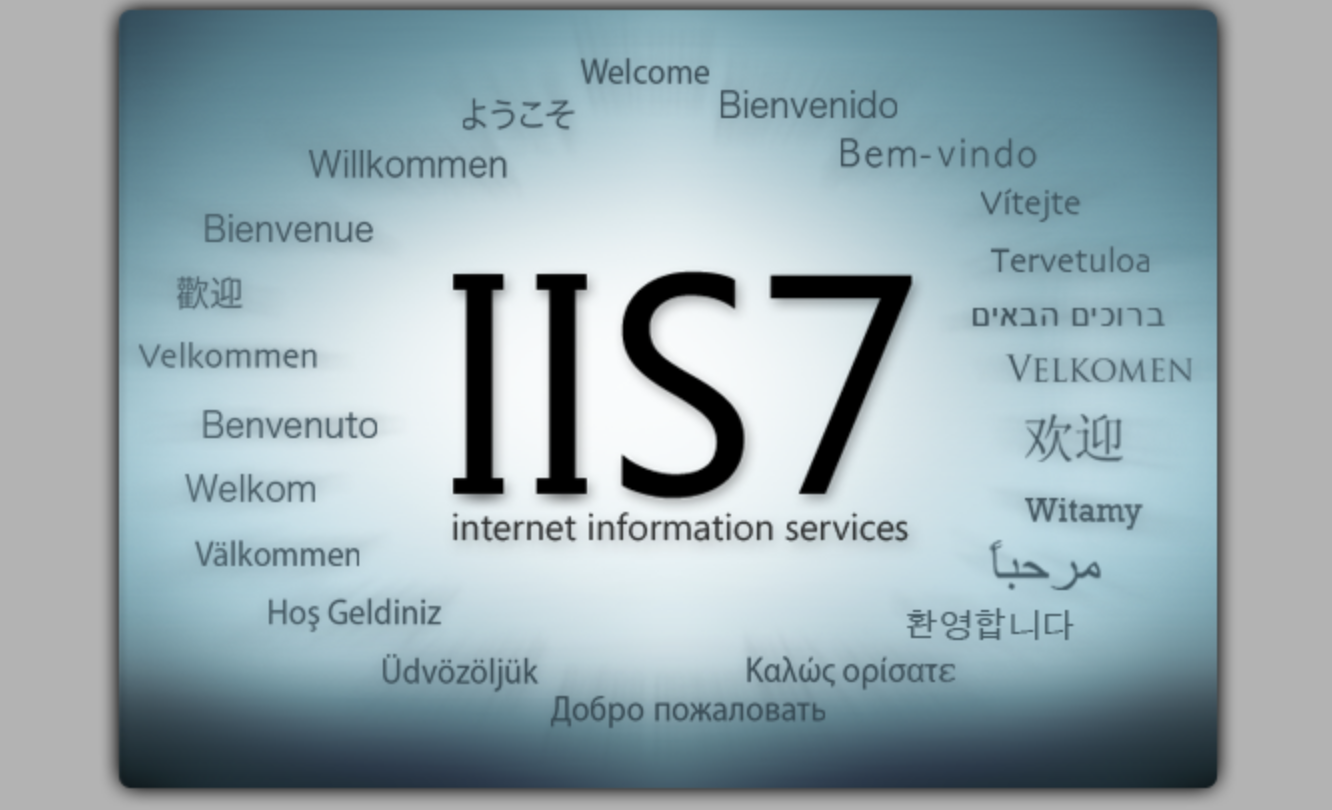 Welcome
Bienvenido
ようこそ
Bem-vindo
Willkommen
Vítejte
Bienvenue
Tervetuloa
歡迎
ברוכים הבאים
Velkommen
VELKOMEN
Benvenuto
欢迎
Welkom
Witamy
Välkommen
مرحباً
Hoş Geldiniz
환영합니다
Üdvözöljük
Καλώς ορίσατε
Добро пожаловать
IIS7
internet information services